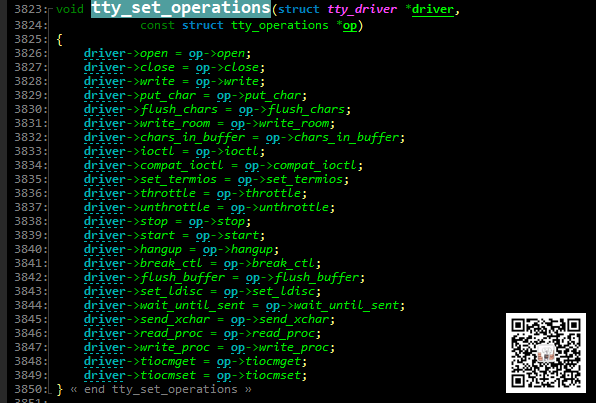 3823: void tty_set_operations(struct tty_driver *driver,
3824: const struct tty_operations *op)
3825: {
3826: driver->open = op->open;
3827: driver->close = op->close;
3828: driver->write = op->write;
3829: driver->put_char = op->put_char;
3830: driver->flush_chars = op->flush_chars;
3831: driver->write_room = op->write_room;
3832: driver->chars_in_buffer = op->chars_in_buffer;
3833: driver->ioctl = op->ioctl;
3834: driver->compat_ioctl = op->compat_ioctl;
3835: driver->set_termios = op->set_termios;
3836: driver->throttle = op->throttle;
3837: driver->unthrottle = op->unthrottle;
3838: driver->stop = op->stop;
3839: driver->start = op->start;
3840: driver->hangup = op->hangup;
3841: driver->break_ctl = op->break_ctl;
3842: driver->flush_buffer = op->flush_buffer;
3843: driver->set_ldisc = op->set_ldisc;
3844: driver->wait_until_sent = op->wait_until_sent;
3845: driver->send_xchar = op->send_xchar;
3846: driver->read_proc = op->read_proc;
3847: driver->write_proc = op->write_proc;
3848: driver->tiocmget = op->tiocmget;
3849: driver->tiocmset = op->tiocmset;
3850: } « end tty_set_operations »